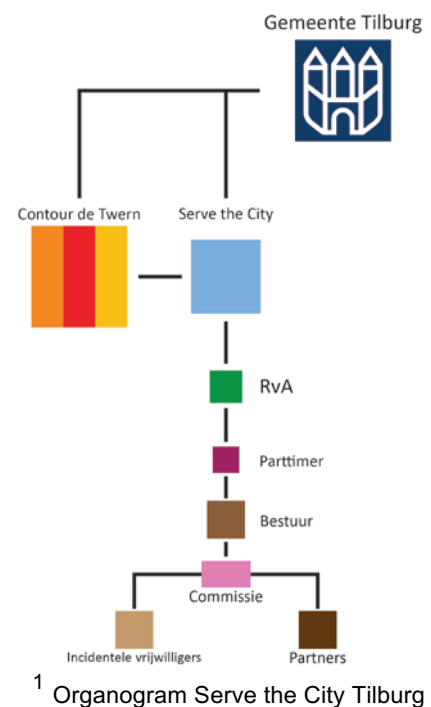 Gemeente Tilburg
Contour de Twern
Serve the City
RvA
Parttimer
Bestuur
Commissie
Incidentele vrijwilligers
Partners
1 Organogram Serve the City Tilburg